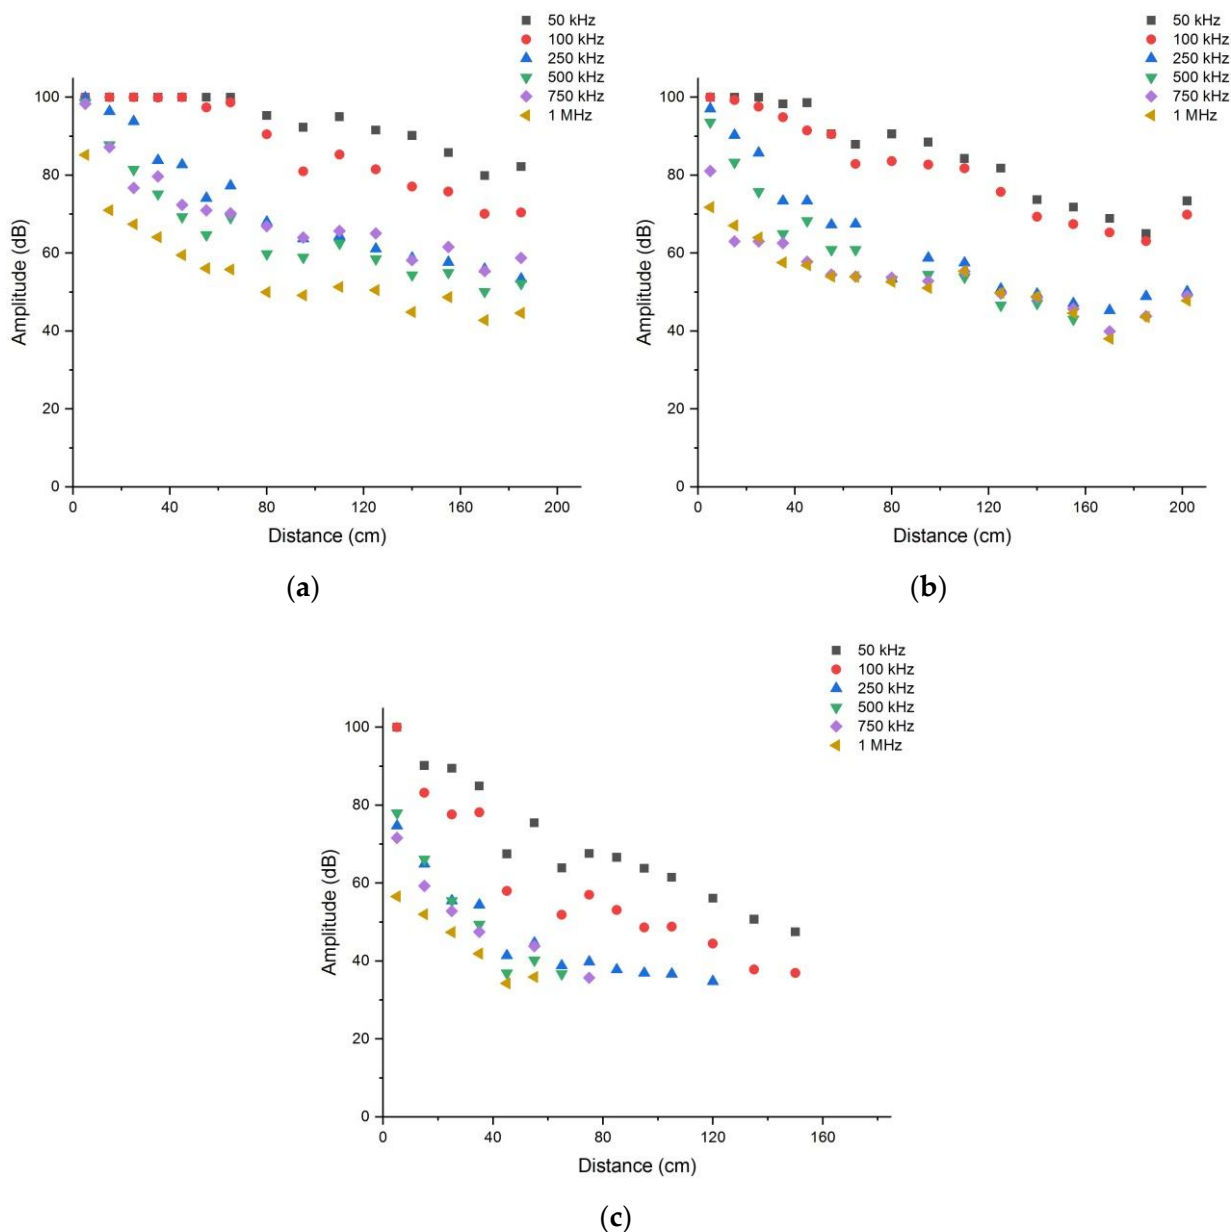 50 kHz
100 kHz
250 kHz
500 kHz
750 kHz
1 MHz
100
80
60
40
20
0
Amplitude (dB)
0 40 80 120 160 200
Distance (cm)
(a)
50 kHz
100 kHz
250 kHz
500 kHz
750 kHz
1 MHz
100
80
60
40
20
0
Amplitude (dB)
0 40 80 120 160 200
Distance (cm)
(b)
50 kHz
100 kHz
250 kHz
500 kHz
750 kHz
1 MHz
100
80
60
40
20
0
Amplitude (dB)
0 40 80 120 160
Distance (cm)
(c)